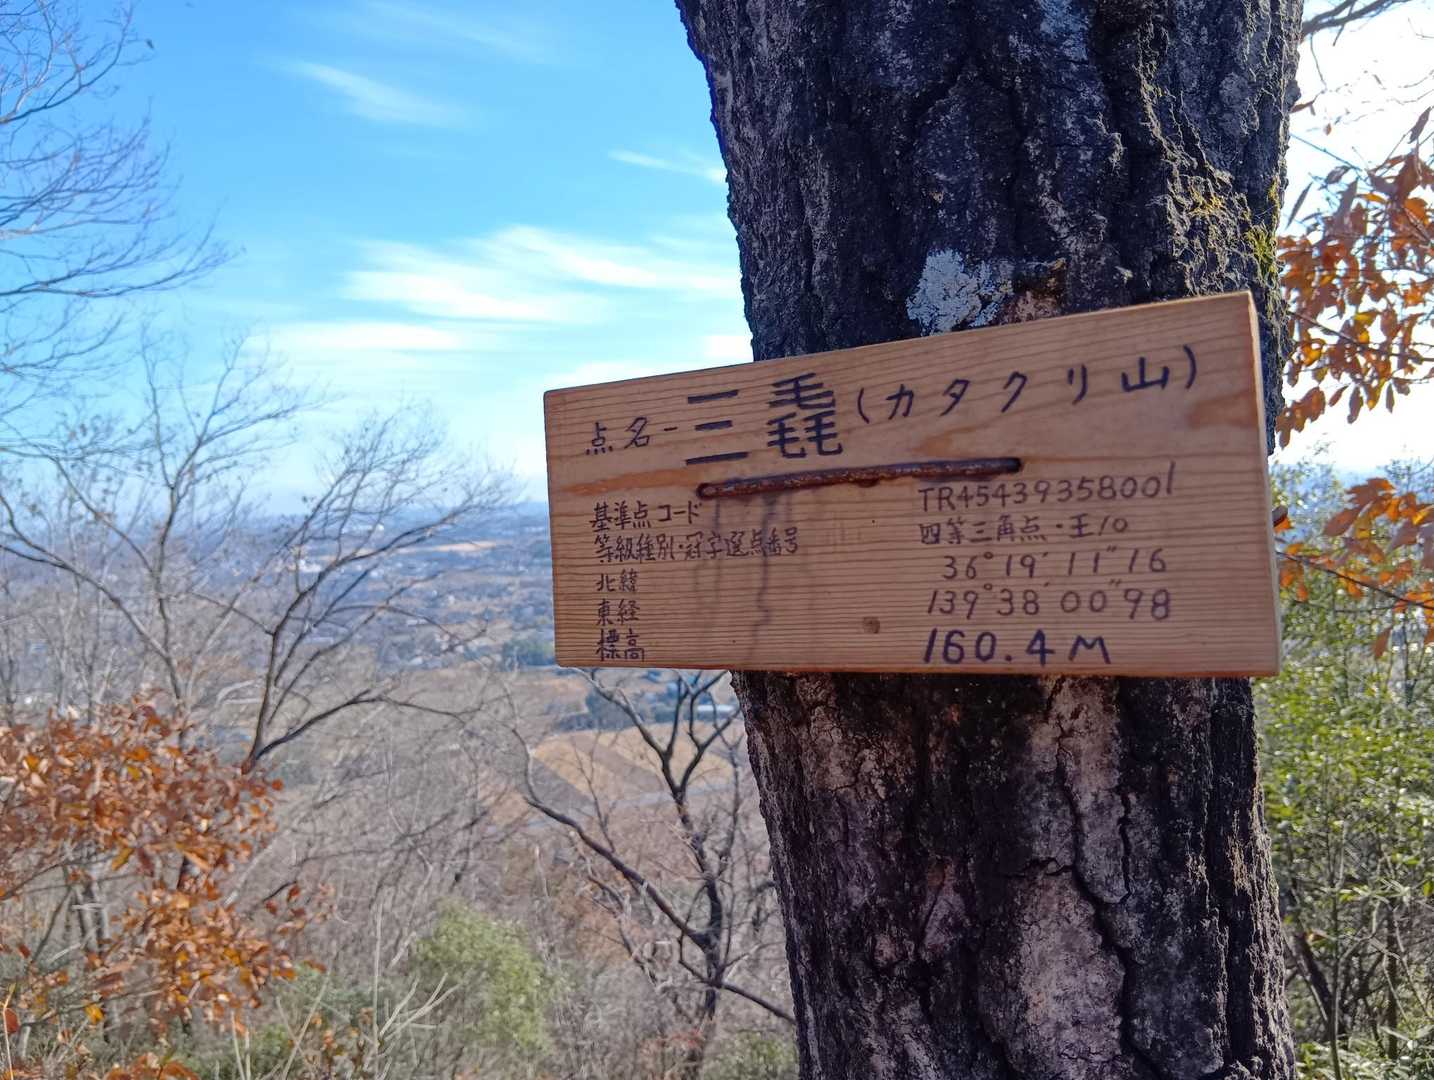 点名-三毳(カタクリ山)
基準点コード TR45439358001
等級種別・冠字選点番号 四等三角点・王10
北緯 36°19′11″16
東経 139°38′00″98
標高 160.4M